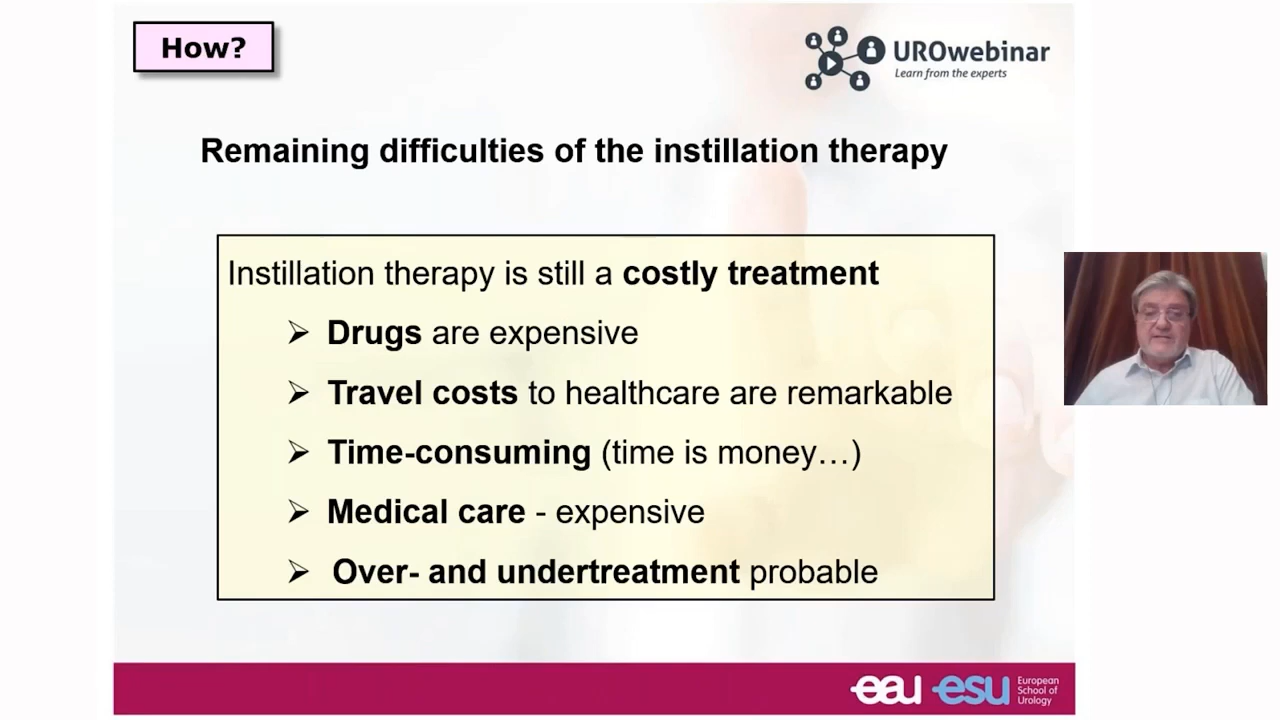 How?
UROwebinar
Learn from the experts
Remaining difficulties of the instillation therapy
Instillation therapy is still a costly treatment
➢ Drugs are expensive
➢ Travel costs to healthcare are remarkable
➢ Time-consuming (time is money…)
➢ Medical care - expensive
➢ Over- and undertreatment probable
eau esu European
School of
Urology